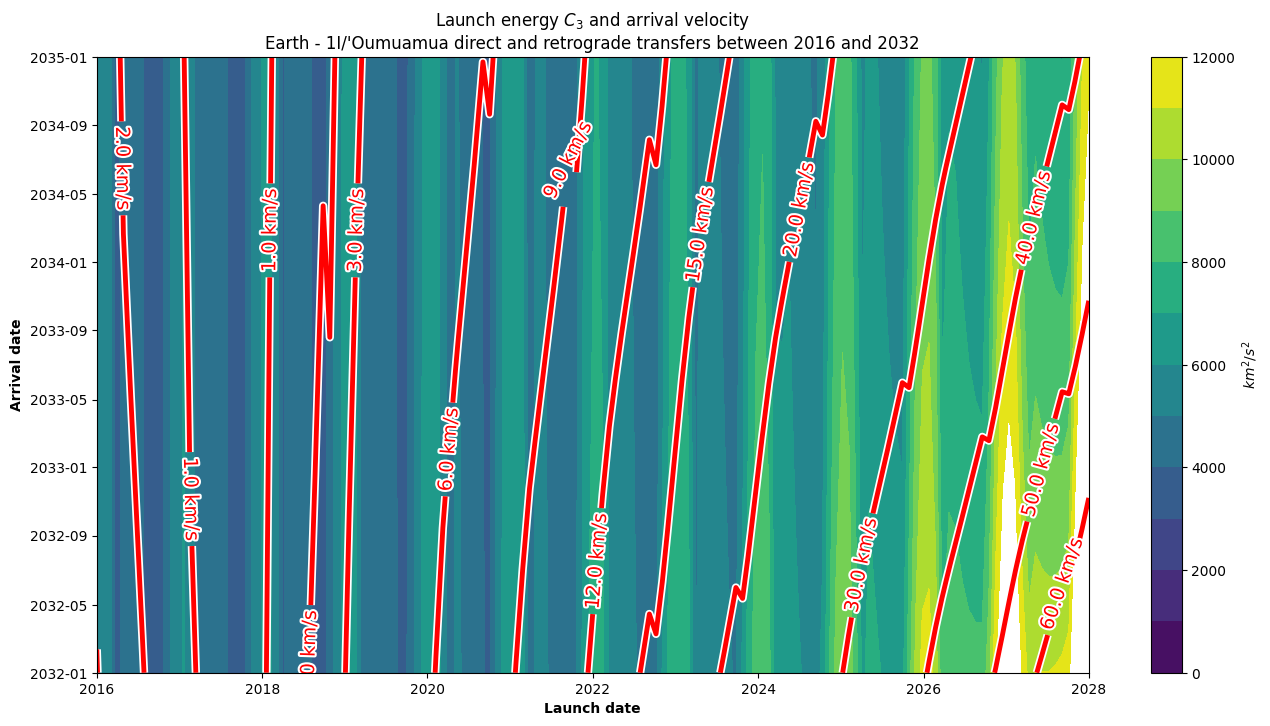 Launch energy $C_3$ and arrival velocity
Earth - 1I/'Oumuamua direct and retrograde transfers between 2016 and 2032
2035-01
2034-09
2034-05
2034-01
2033-09
2033-05
2033-01
2032-09
2032-05
2032-01
Arrival date
2016
2018
2020
2022
2024
2026
2028
Launch date
2.0 km/s
1.0 km/s
1.0 km/s
0 km/s
3.0 km/s
6.0 km/s
9.0 km/s
12.0 km/s
15.0 km/s
20.0 km/s
30.0 km/s
40.0 km/s
50.0 km/s
60.0 km/s
12000
10000
8000
6000
4000
2000
0
km²/s²